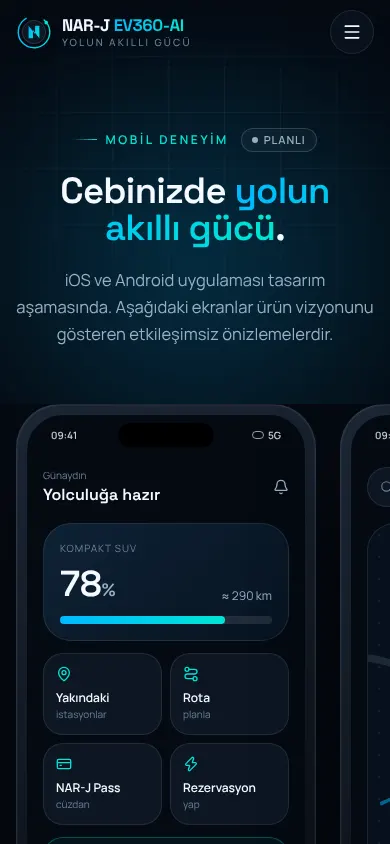 NAR-J EV360-AI
YOLUN AKILLI GÜCÜ
MOBİL DENEYİM
PLANLI
Cebinizde yolun
akıllı gücü.
iOS ve Android uygulaması tasarım
aşamasında. Aşağıdaki ekranlar ürün vizyonunu
gösteren etkileşimsiz önizlemelerdir.
09:41
5G
Günaydın
Yolculuğa hazır
KOMPAKT SUV
78%
≈ 290 km
Yakındaki
istasyonlar
Rota
planla
NAR-J Pass
cüzdan
Rezervasyon
yap